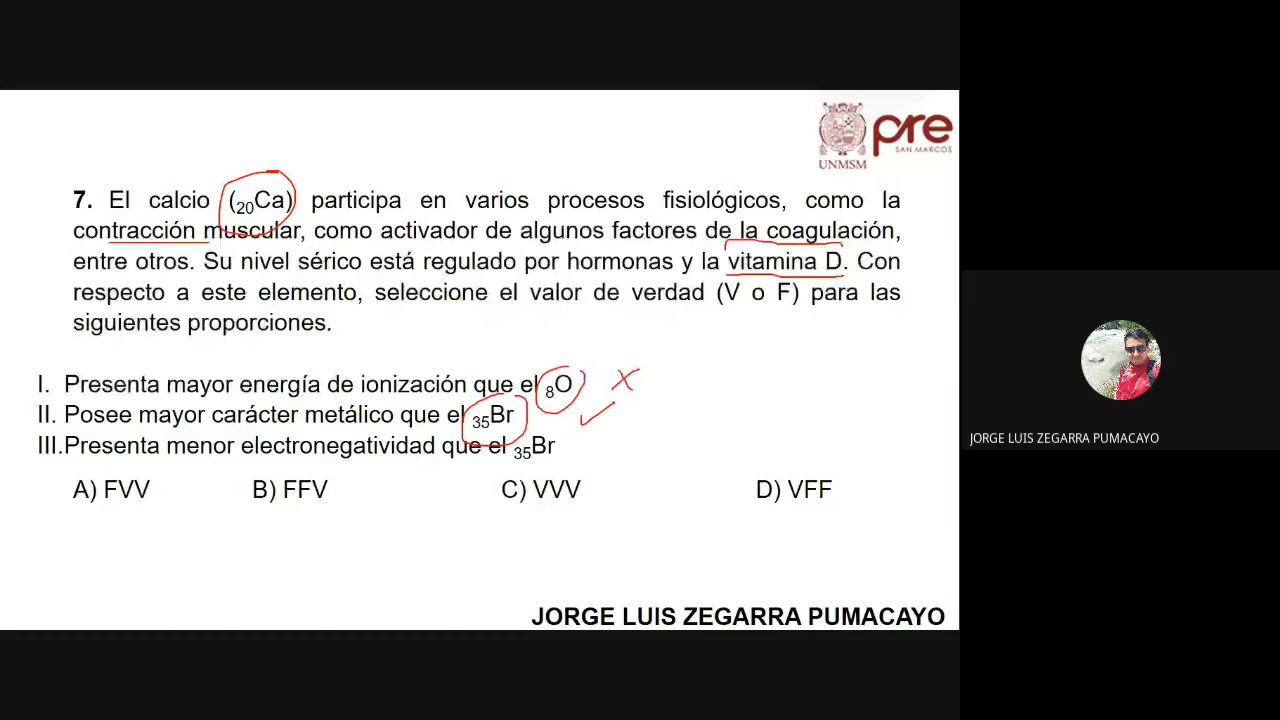 pre
SAN MARCOS
UNMSM
7. El calcio (₂₀Ca) participa en varios procesos fisiológicos, como la
contracción muscular, como activador de algunos factores de la coagulación,
entre otros. Su nivel sérico está regulado por hormonas y la vitamina D. Con
respecto a este elemento, seleccione el valor de verdad (V o F) para las
siguientes proporciones.
I. Presenta mayor energía de ionización que el ₈O
II. Posee mayor carácter metálico que el ₃₅Br
III.Presenta menor electronegatividad que el ₃₅Br
A) FVV B) FFV C) VVV D) VFF
JORGE LUIS ZEGARRA PUMACAYO
JORGE LUIS ZEGARRA PUMACAYO